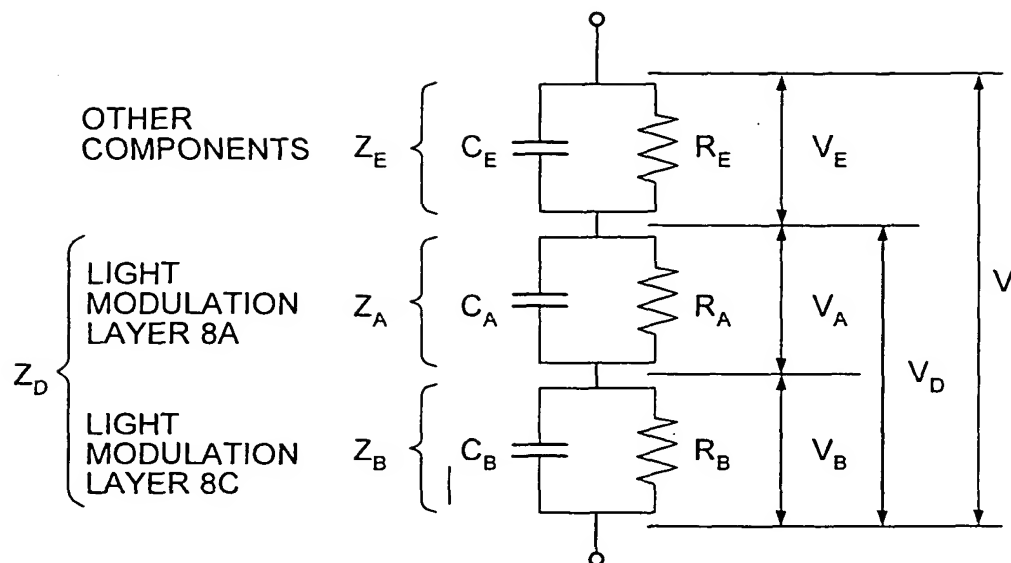 OTHER
COMPONENTS
Z_E
C_E
R_E
V_E
LIGHT
MODULATION
LAYER 8A
Z_A
C_A
R_A
V_A
V
Z_D
V_D
LIGHT
MODULATION
LAYER 8C
Z_B
C_B
R_B
V_B